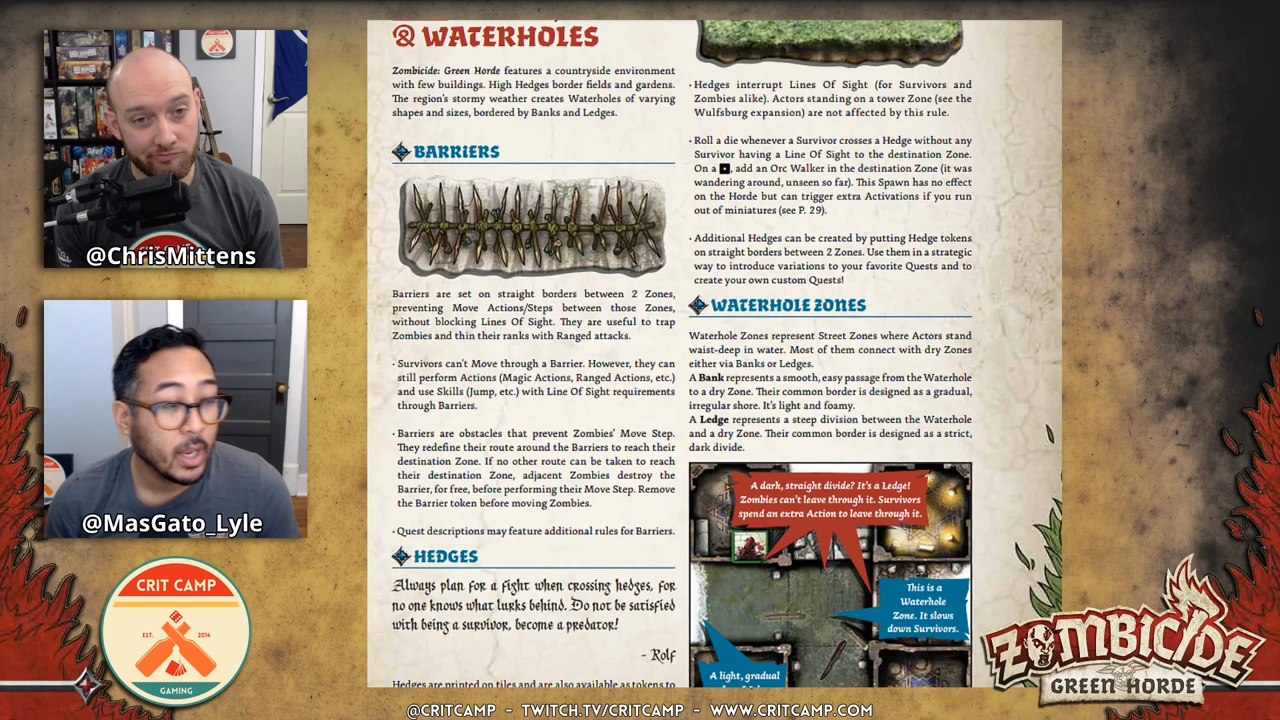 WATERHOLES
Zombicide: Green Horde features a countryside environment
with few buildings. High Hedges border fields and gardens.
The region's stormy weather creates Waterholes of varying
shapes and sizes, bordered by Banks and Ledges.
BARRIERS
Barriers are set on straight borders between 2 Zones,
preventing Move Actions/Steps between those Zones,
without blocking Lines Of Sight. They are useful to trap
Zombies and thin their ranks with Ranged attacks.
· Survivors can't Move through a Barrier. However, they can
still perform Actions (Magic Actions, Ranged Actions, etc.)
and use Skills (Jump, etc.) with Line Of Sight requirements
through Barriers.
· Barriers are obstacles that prevent Zombies' Move Step.
They redefine their route around the Barriers to reach their
destination Zone. If no other route can be taken to reach
their destination Zone, adjacent Zombies destroy the
Barrier, for free, before performing their Move Step. Remove
the Barrier token before moving Zombies.
· Quest descriptions may feature additional rules for Barriers.
HEDGES
Always plan for a fight when crossing hedges, for
no one knows what lurks behind. Do not be satisfied
with being a survivor, become a predator!
- Rolf
Hedges are printed on tiles and are also available as tokens to
· Hedges interrupt Lines Of Sight (for Survivors and
Zombies alike). Actors standing on a tower Zone (see the
Wulfsburg expansion) are not affected by this rule.
· Roll a die whenever a Survivor crosses a Hedge without any
Survivor having a Line Of Sight to the destination Zone.
On a ⚀, add an Orc Walker in the destination Zone (it was
wandering around, unseen so far). This Spawn has no effect
on the Horde but can trigger extra Activations if you run
out of miniatures (see P. 29).
· Additional Hedges can be created by putting Hedge tokens
on straight borders between 2 Zones. Use them in a strategic
way to introduce variations to your favorite Quests and to
create your own custom Quests!
WATERHOLE ZONES
Waterhole Zones represent Street Zones where Actors stand
waist-deep in water. Most of them connect with dry Zones
either via Banks or Ledges.
A Bank represents a smooth, easy passage from the Waterhole
to a dry Zone. Their common border is designed as a gradual,
irregular shore. It's light and foamy.
A Ledge represents a steep division between the Waterhole
and a dry Zone. Their common border is designed as a strict,
dark divide.
A dark, straight divide? It's a Ledge!
Zombies can't leave through it. Survivors
spend an extra Action to leave through it.
This is a
Waterhole
Zone. It slows
down Survivors.
A light, gradual
@ChrisMittens
@MasGato_Lyle
CRIT CAMP
EST. 2014
GAMING
ZOMBICIDE
GREEN HORDE
@CRITCAMP - TWITCH.TV/CRITCAMP - WWW.CRITCAMP.COM